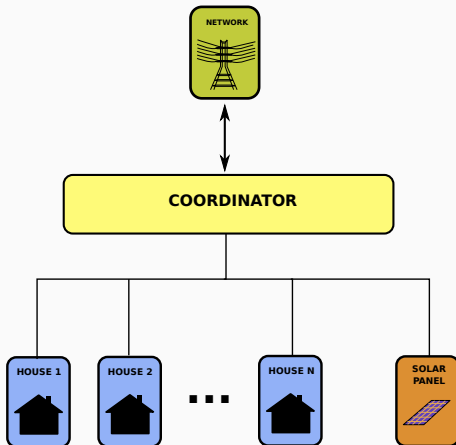 NETWORK
COORDINATOR
HOUSE 1
HOUSE 2
...
HOUSE N
SOLAR
PANEL